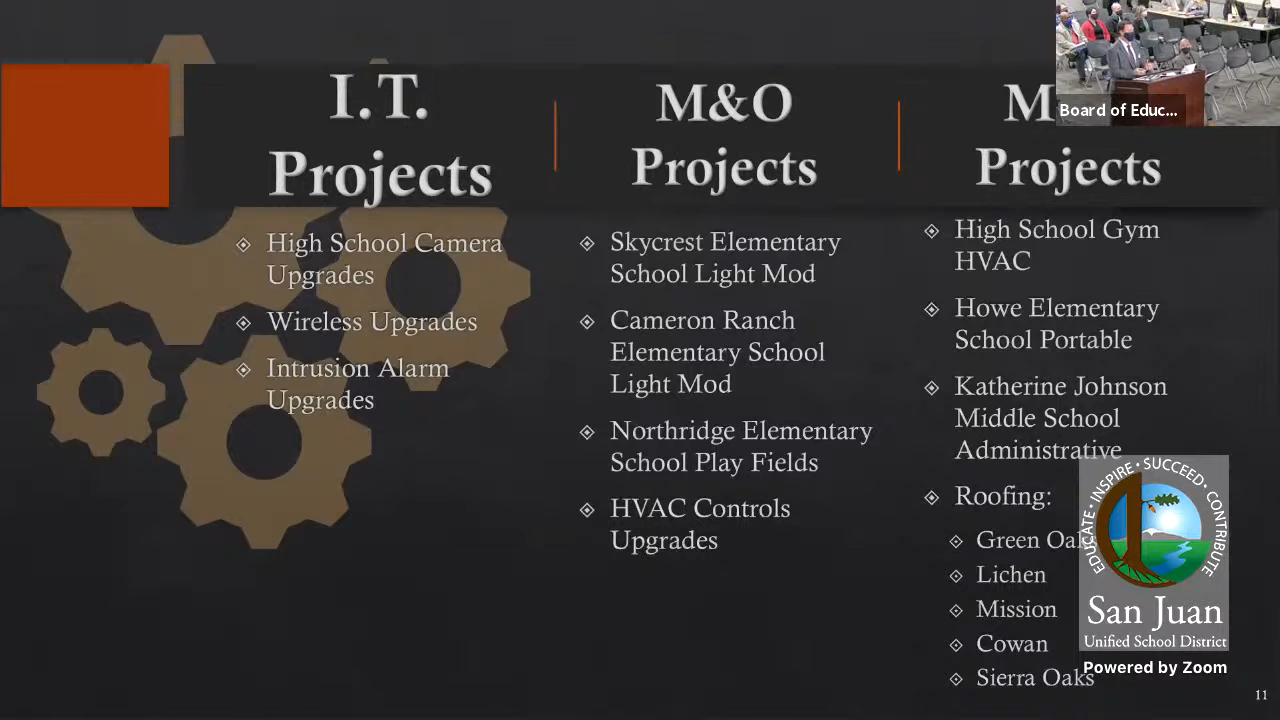 I.T.
Projects
M&O
Projects
Projects
High School Camera
Upgrades
Wireless Upgrades
Intrusion Alarm
Upgrades
Skycrest Elementary
School Light Mod
Cameron Ranch
Elementary School
Light Mod
Northridge Elementary
School Play Fields
HVAC Controls
Upgrades
High School Gym
HVAC
Howe Elementary
School Portable
Katherine Johnson
Middle School
Administrative
Roofing:
Green Oaks
Lichen
Mission
Cowan
Sierra Oaks
Board of Educ...
EDUCATE • INSPIRE • SUCCEED • CONTRIBUTE
San Juan
Unified School District
Powered by Zoom
11